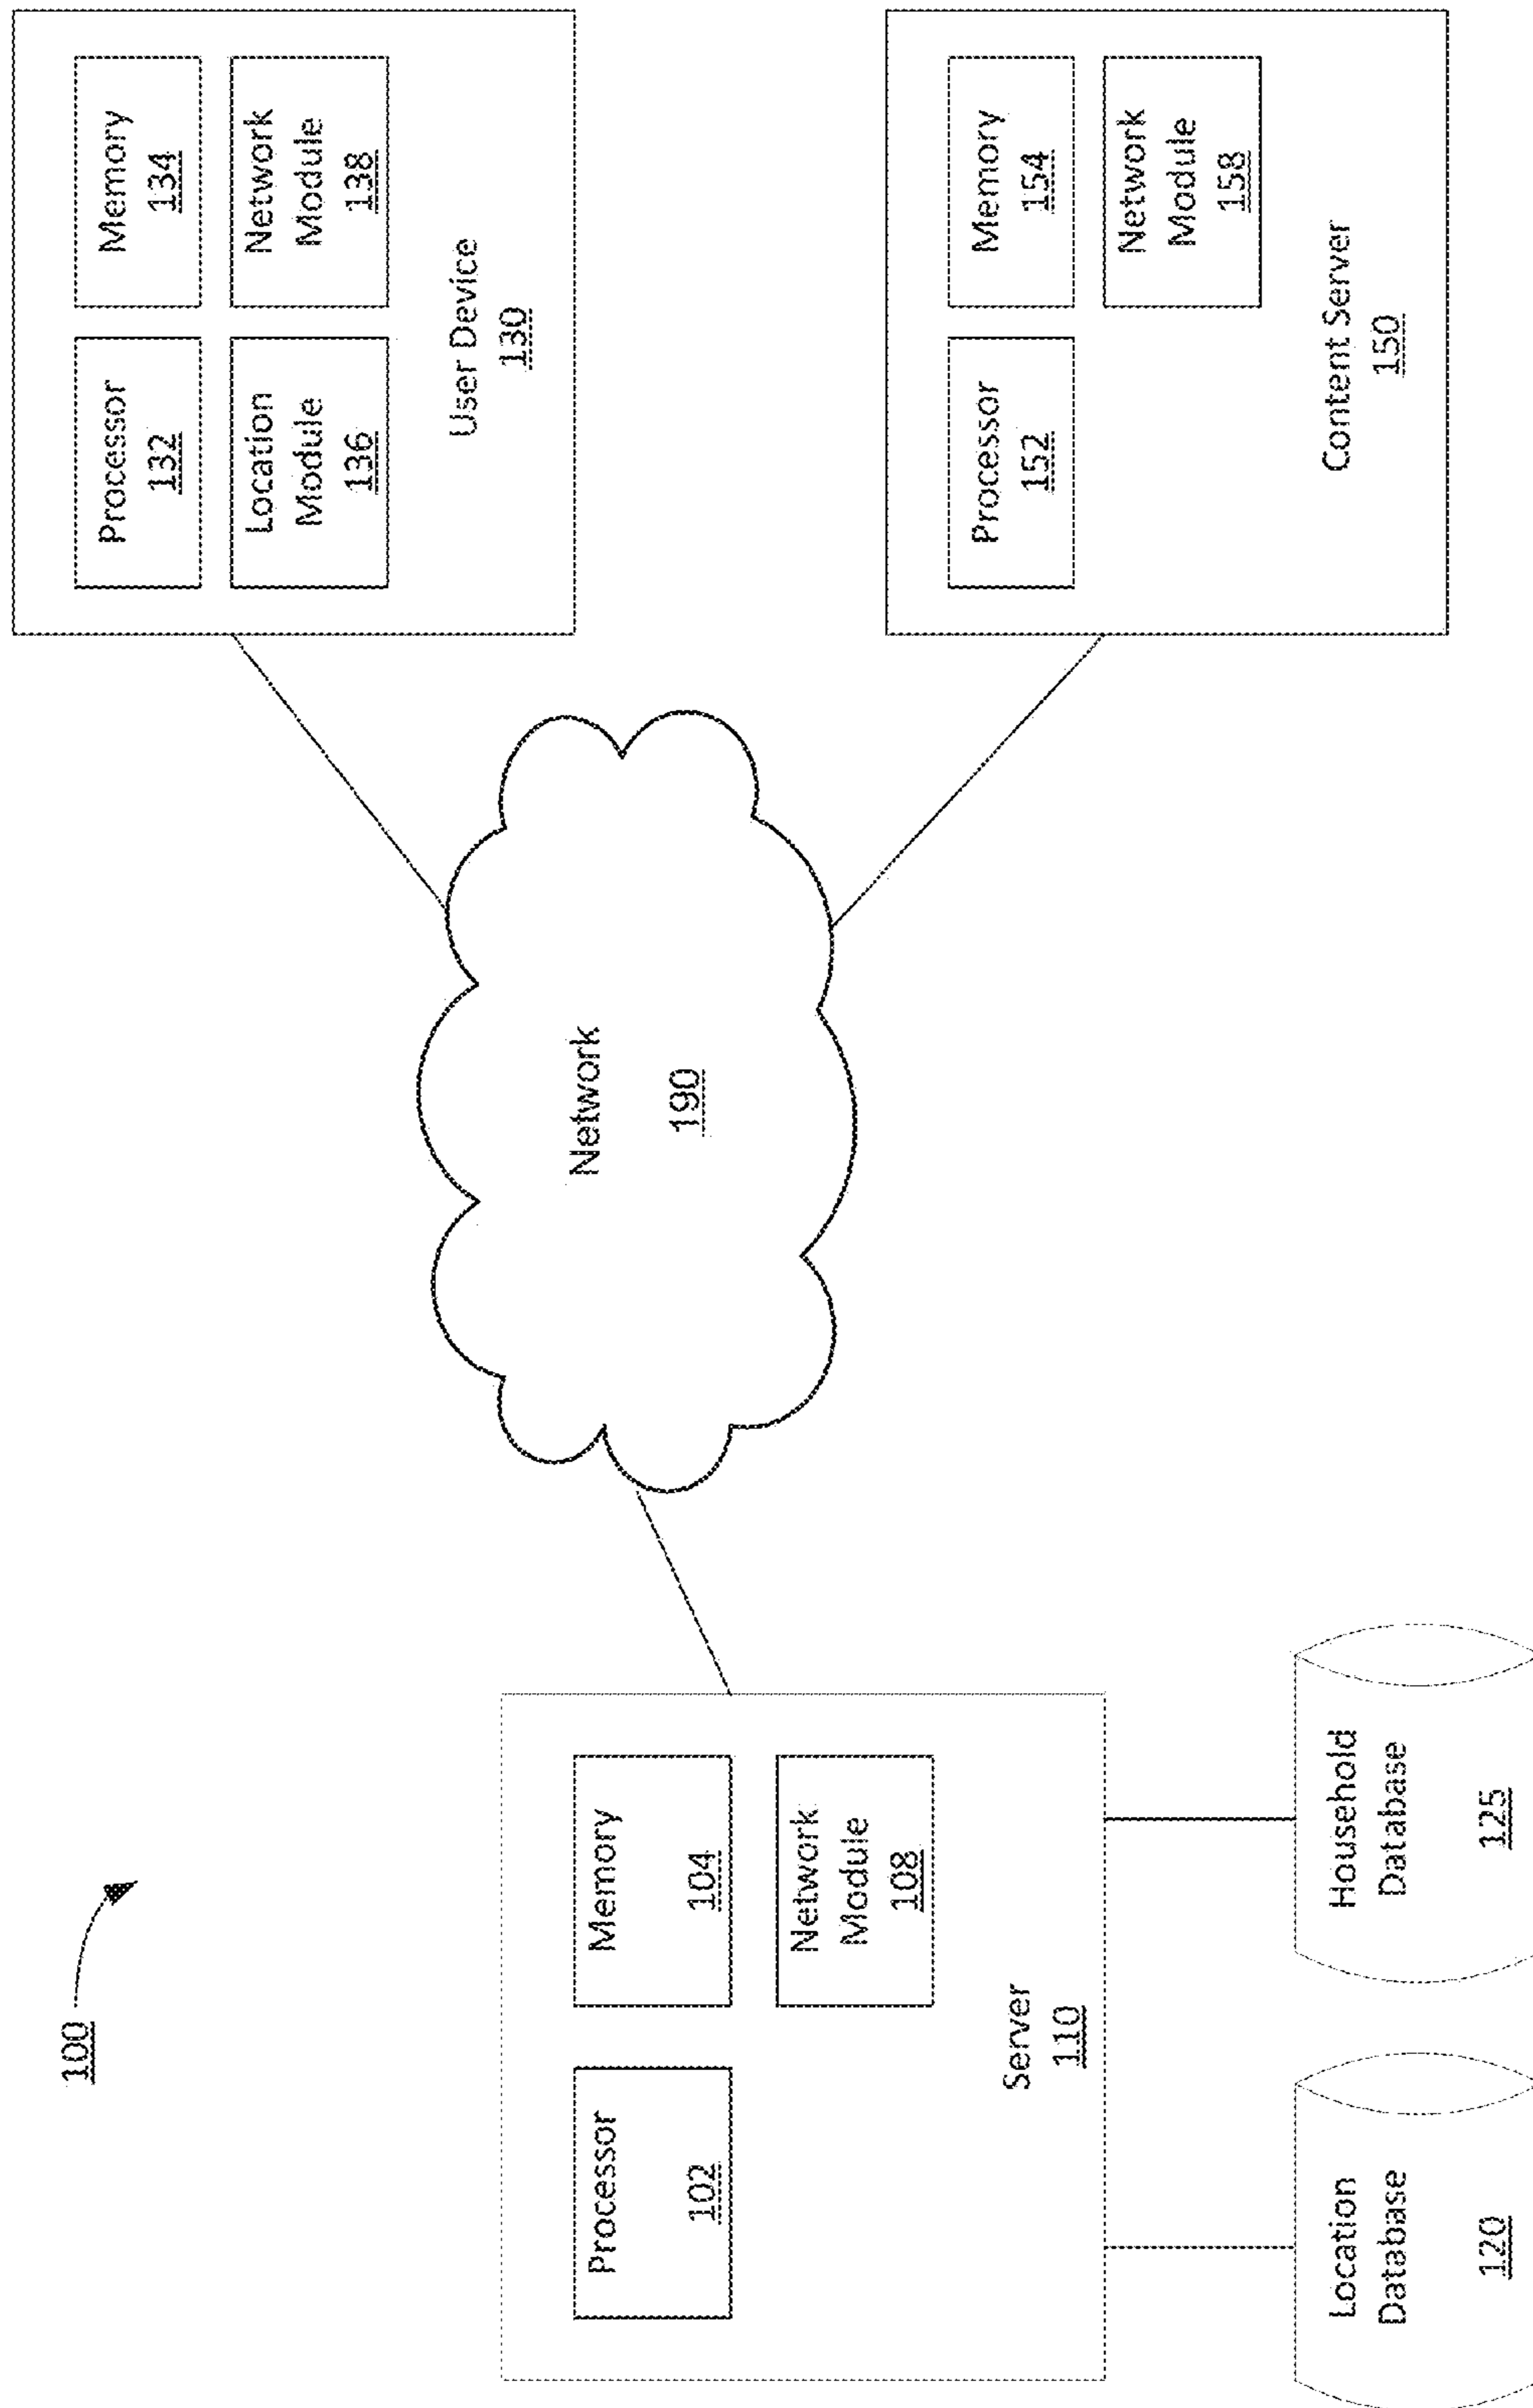 100
Processor
102
Memory
104
Network
Module
108
Server
110
Location
Database
120
Household
Database
125
Network
190
Processor
132
Memory
134
Location
Module
136
Network
Module
138
User Device
130
Processor
152
Memory
154
Network
Module
158
Content Server
150